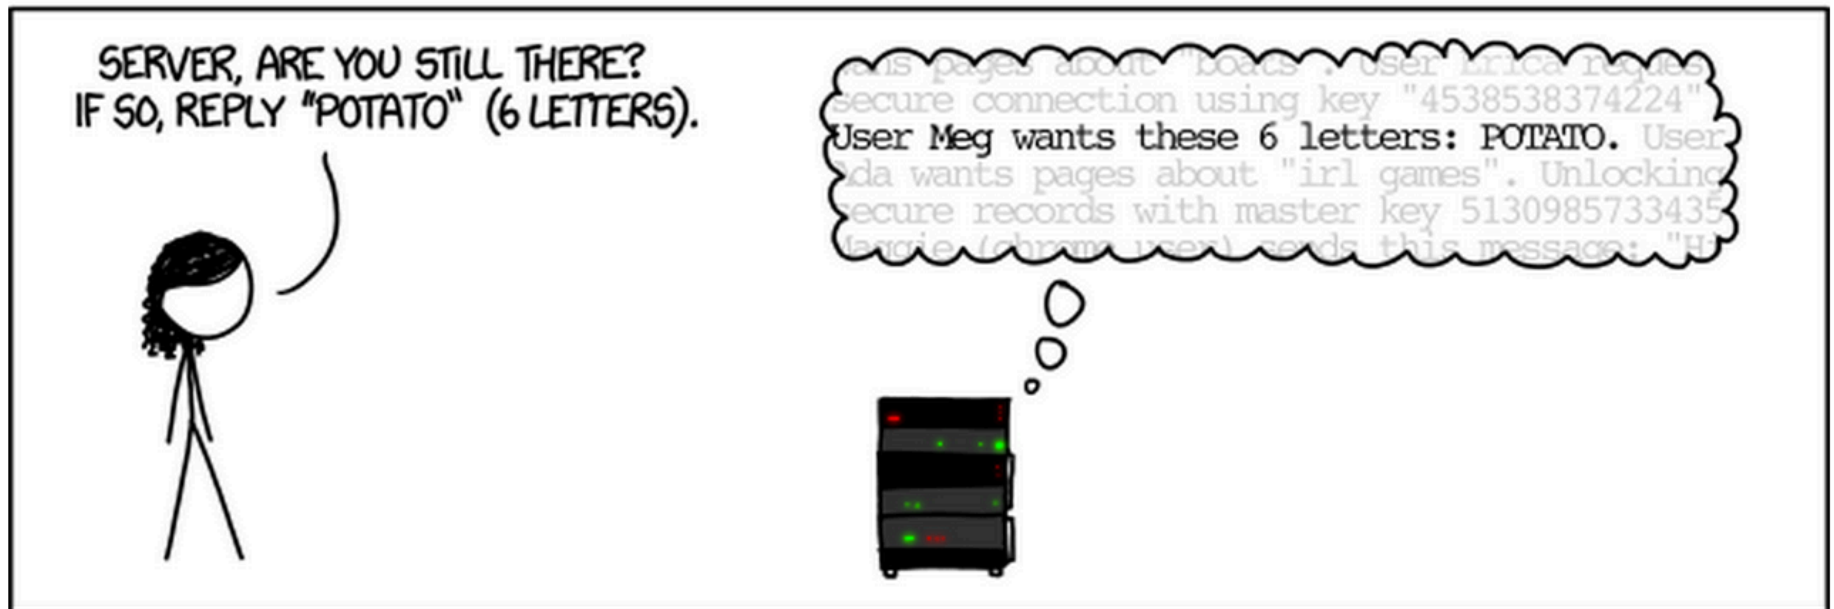 SERVER, ARE YOU STILL THERE?
IF SO, REPLY "POTATO" (6 LETTERS).
pages about "boats". User Erica reques
secure connection using key "4538538374224"
User Meg wants these 6 letters: POTATO. User
Ada wants pages about "irl games". Unlocking
secure records with master key 5130985733435
Maggie (chrome user) sends this message: "H